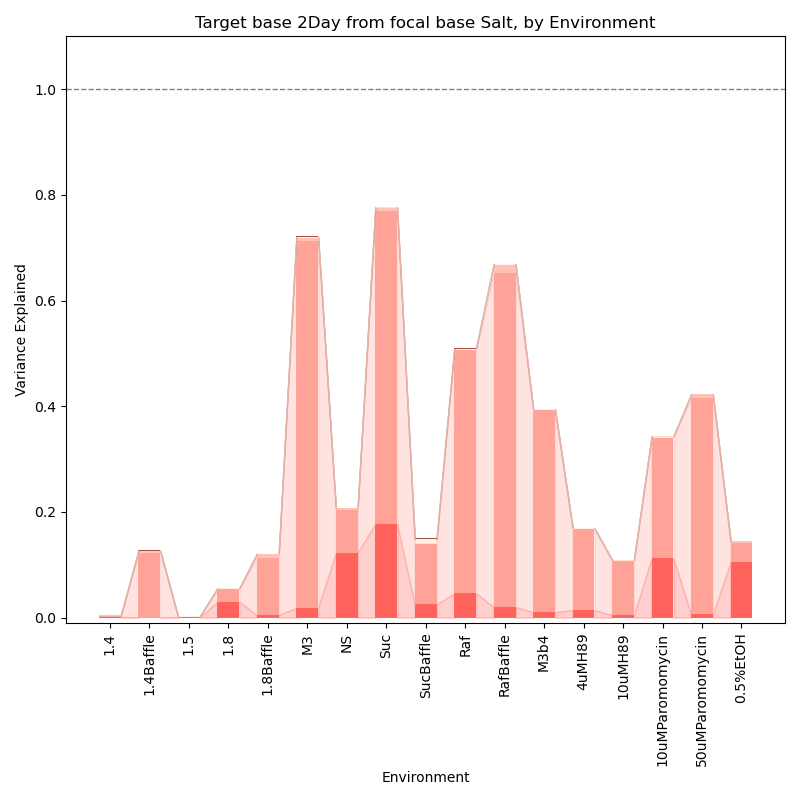 Target base 2Day from focal base Salt, by Environment
Variance Explained
1.0
0.8
0.6
0.4
0.2
0.0
1.4
1.4Baffle
1.5
1.8
1.8Baffle
M3
NS
Suc
SucBaffle
Raf
RafBaffle
M3b4
4uMH89
10uMH89
10uMParomomycin
50uMParomomycin
0.5%EtOH
Environment